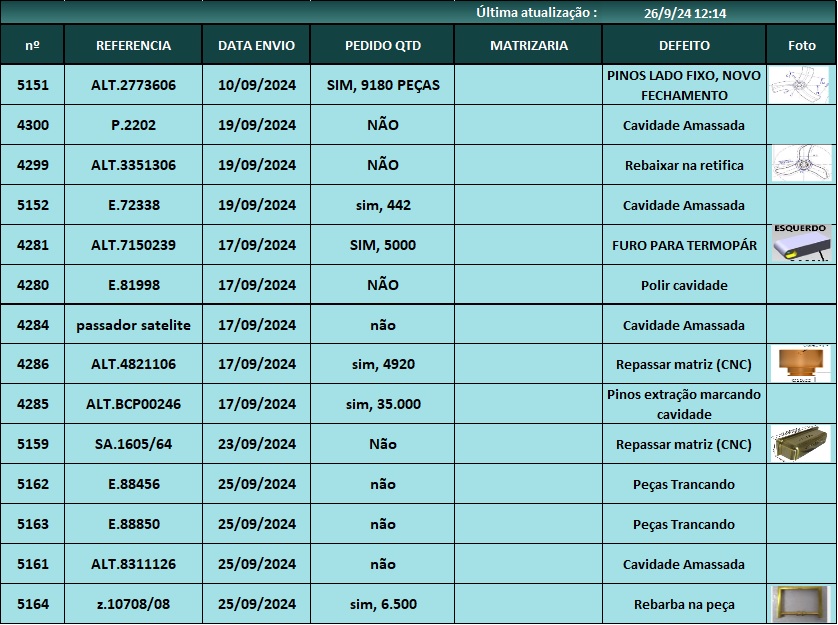 Última atualização : 26/9/24 12:14
nº REFERENCIA DATA ENVIO PEDIDO QTD MATRIZARIA DEFEITO Foto
5151 ALT.2773606 10/09/2024 SIM, 9180 PEÇAS PINOS LADO FIXO, NOVO
FECHAMENTO
4300 P.2202 19/09/2024 NÃO Cavidade Amassada
4299 ALT.3351306 19/09/2024 NÃO Rebaixar na retifica
5152 E.72338 19/09/2024 sim, 442 Cavidade Amassada
4281 ALT.7150239 17/09/2024 SIM, 5000 FURO PARA TERMOPÁR ESQUERDO
4280 E.81998 17/09/2024 NÃO Polir cavidade
4284 passador satelite 17/09/2024 não Cavidade Amassada
4286 ALT.4821106 17/09/2024 sim, 4920 Repassar matriz (CNC)
4285 ALT.BCP00246 17/09/2024 sim, 35.000 Pinos extração marcando
cavidade
5159 SA.1605/64 23/09/2024 Não Repassar matriz (CNC)
5162 E.88456 25/09/2024 não Peças Trancando
5163 E.88850 25/09/2024 não Peças Trancando
5161 ALT.8311126 25/09/2024 não Cavidade Amassada
5164 z.10708/08 25/09/2024 sim, 6.500 Rebarba na peça